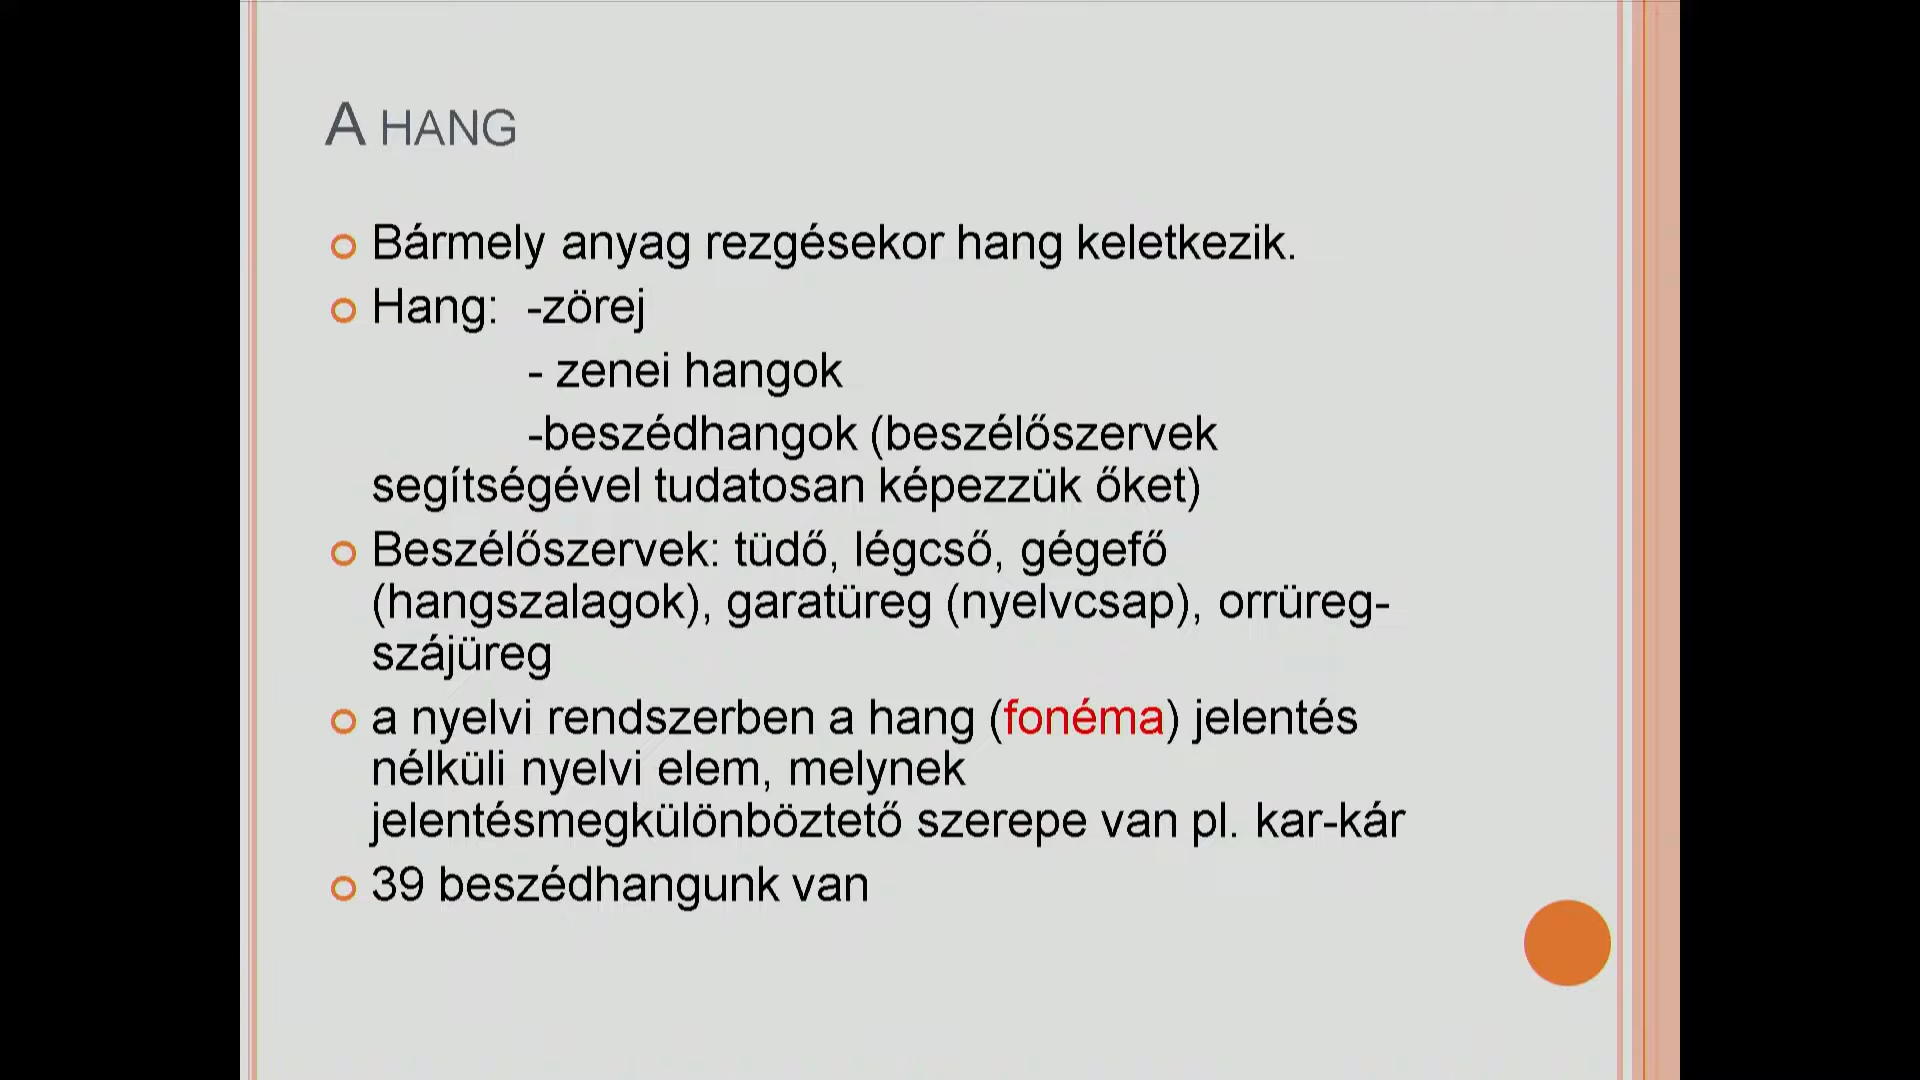 A HANG
Bármely anyag rezgésekor hang keletkezik.
Hang: -zörej
- zenei hangok
-beszédhangok (beszélőszervek
segítségével tudatosan képezzük őket)
Beszélőszervek: tüdő, légcső, gégefő
(hangszalagok), garatüreg (nyelvcsap), orrüreg-
szájüreg
a nyelvi rendszerben a hang (fonéma) jelentés
nélküli nyelvi elem, melynek
jelentésmegkülönböztető szerepe van pl. kar-kár
39 beszédhangunk van